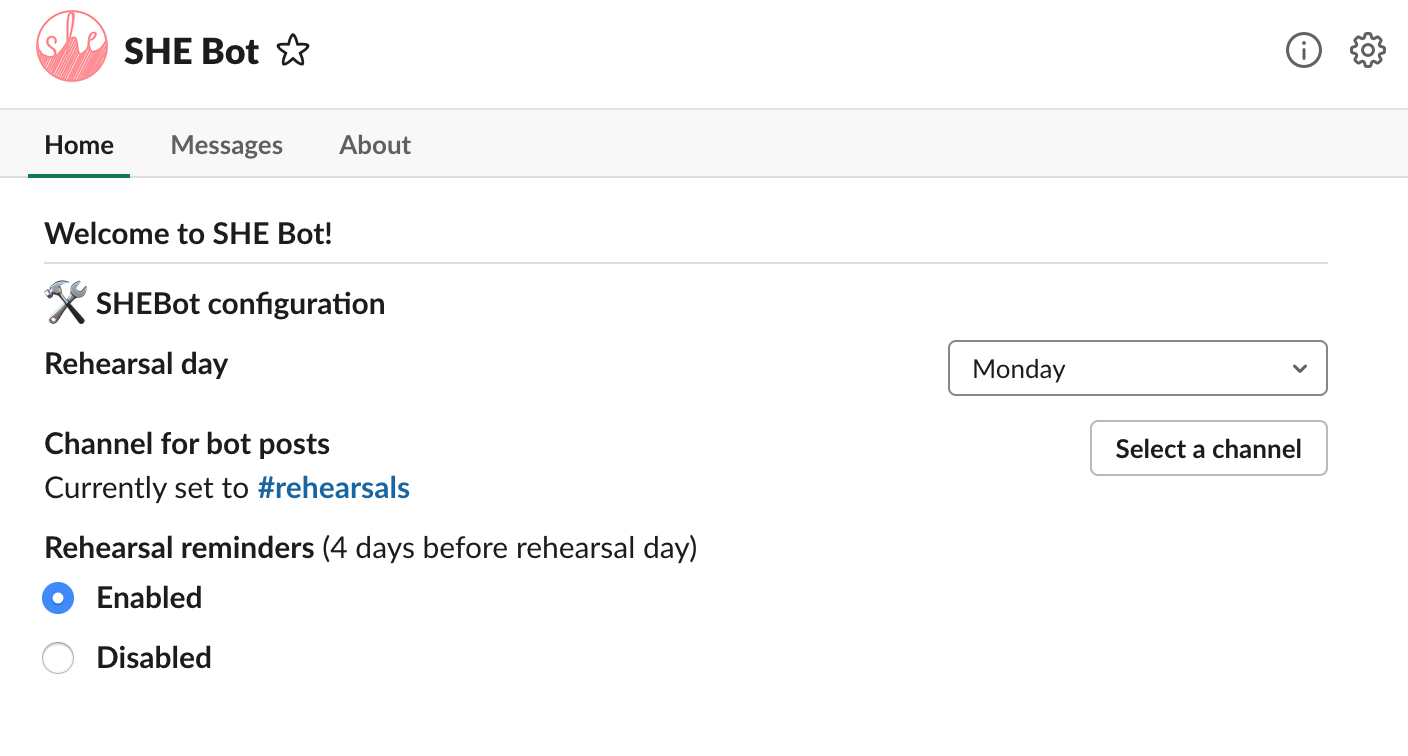 she
SHE Bot
Home Messages About
Welcome to SHE Bot!
SHEBot configuration
Rehearsal day
Monday
Channel for bot posts
Select a channel
Currently set to #rehearsals
Rehearsal reminders (4 days before rehearsal day)
Enabled
Disabled